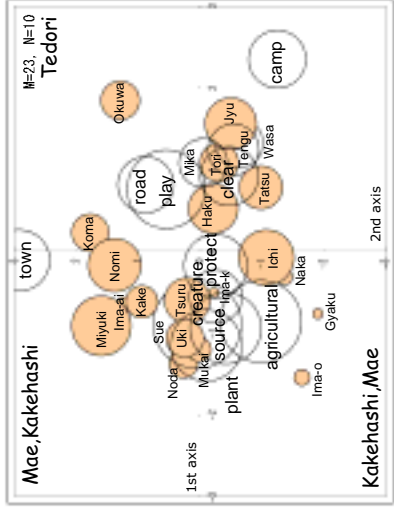 Mae,Kakehashi
town
M=23, N=10
Tedori
Koma
Miyuki
Nomi
Okuwa
Ima-ai
Kake
road
Sue
play
Noda
Uki
Tsuru
Mika
1st axis
creature
Mukai
Haku
protect
Tori
source
Ima-k
clear
Jyu
plant
Tengu
Tatsu
Wasa
agricultural
Ichi
camp
Naka
Ima-o
Gyaku
Kakehashi,Mae
2nd axis